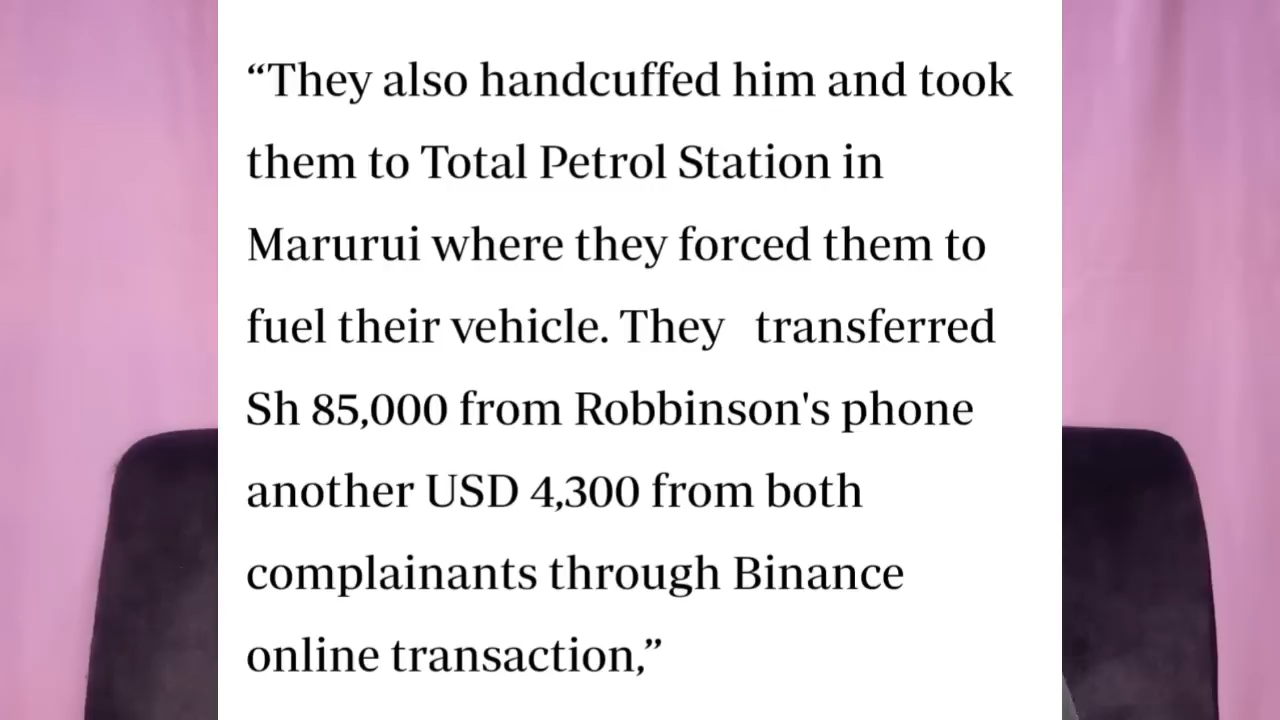 “They also handcuffed him and took
them to Total Petrol Station in
Marurui where they forced them to
fuel their vehicle. They   transferred
Sh 85,000 from Robbinson's phone
another USD 4,300 from both
complainants through Binance
online transaction,”